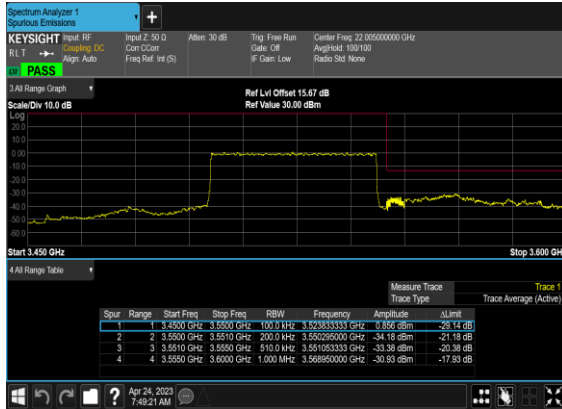 Spectrum Analyzer 1
Spurious Emissions
+
KEYSIGHT Input: RF Input Z: 50 Ω Atten: 30 dB Trig: Free Run Center Freq: 22.005000000 GHz
RLT Coupling: DC Corr CCorr Gate: Off Avg|Hold: 100/100
Align: Auto Freq Ref: Int (S) IF Gain: Low Radio Std: None
PASS
3 All Range Graph
Ref Lvl Offset 15.67 dB
Scale/Div 10.0 dB Ref Value 30.00 dBm
Log
20.0
10.0
0.00
-10.0
-20.0
-30.0
-40.0
-50.0
-60.0
Start 3.450 GHz Stop 3.600 GH
4 All Range Table
Measure Trace Trace 1
Trace Type Trace Average (Active)
Spur Range Start Freq Stop Freq RBW Frequency Amplitude ΔLimit
1 1 3.4500 GHz 3.5500 GHz 100.0 kHz 3.523833333 GHz 0.856 dBm -29.14 dB
2 2 3.5500 GHz 3.5510 GHz 200.0 kHz 3.550295000 GHz -34.18 dBm -21.18 dB
3 3 3.5510 GHz 3.5550 GHz 510.0 kHz 3.551053333 GHz -33.38 dBm -20.38 dB
4 4 3.5550 GHz 3.6000 GHz 1.000 MHz 3.568950000 GHz -30.93 dBm -17.93 dB
? Apr 24, 2023
7:49:21 AM